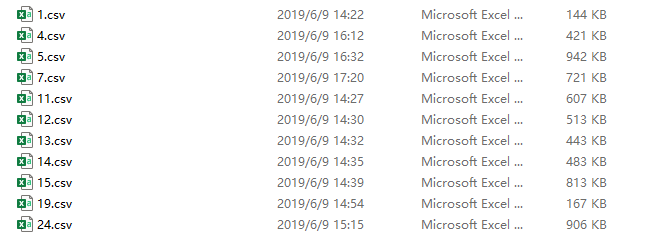 1.csv 2019/6/9 14:22 Microsoft Excel ... 144 KB
4.csv 2019/6/9 16:12 Microsoft Excel ... 421 KB
5.csv 2019/6/9 16:32 Microsoft Excel ... 942 KB
7.csv 2019/6/9 17:20 Microsoft Excel ... 721 KB
11.csv 2019/6/9 14:27 Microsoft Excel ... 607 KB
12.csv 2019/6/9 14:30 Microsoft Excel ... 513 KB
13.csv 2019/6/9 14:32 Microsoft Excel ... 443 KB
14.csv 2019/6/9 14:35 Microsoft Excel ... 483 KB
15.csv 2019/6/9 14:39 Microsoft Excel ... 813 KB
19.csv 2019/6/9 14:54 Microsoft Excel ... 167 KB
24.csv 2019/6/9 15:15 Microsoft Excel ... 906 KB